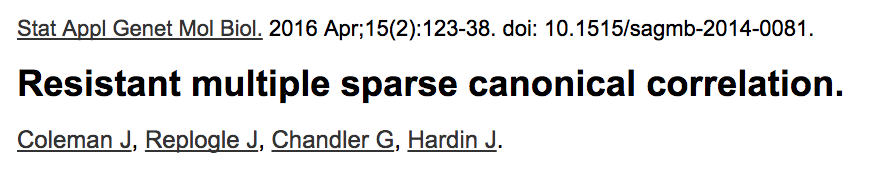 Stat Appl Genet Mol Biol. 2016 Apr;15(2):123-38. doi: 10.1515/sagmb-2014-0081.
Resistant multiple sparse canonical correlation.
Coleman J, Replogle J, Chandler G, Hardin J.